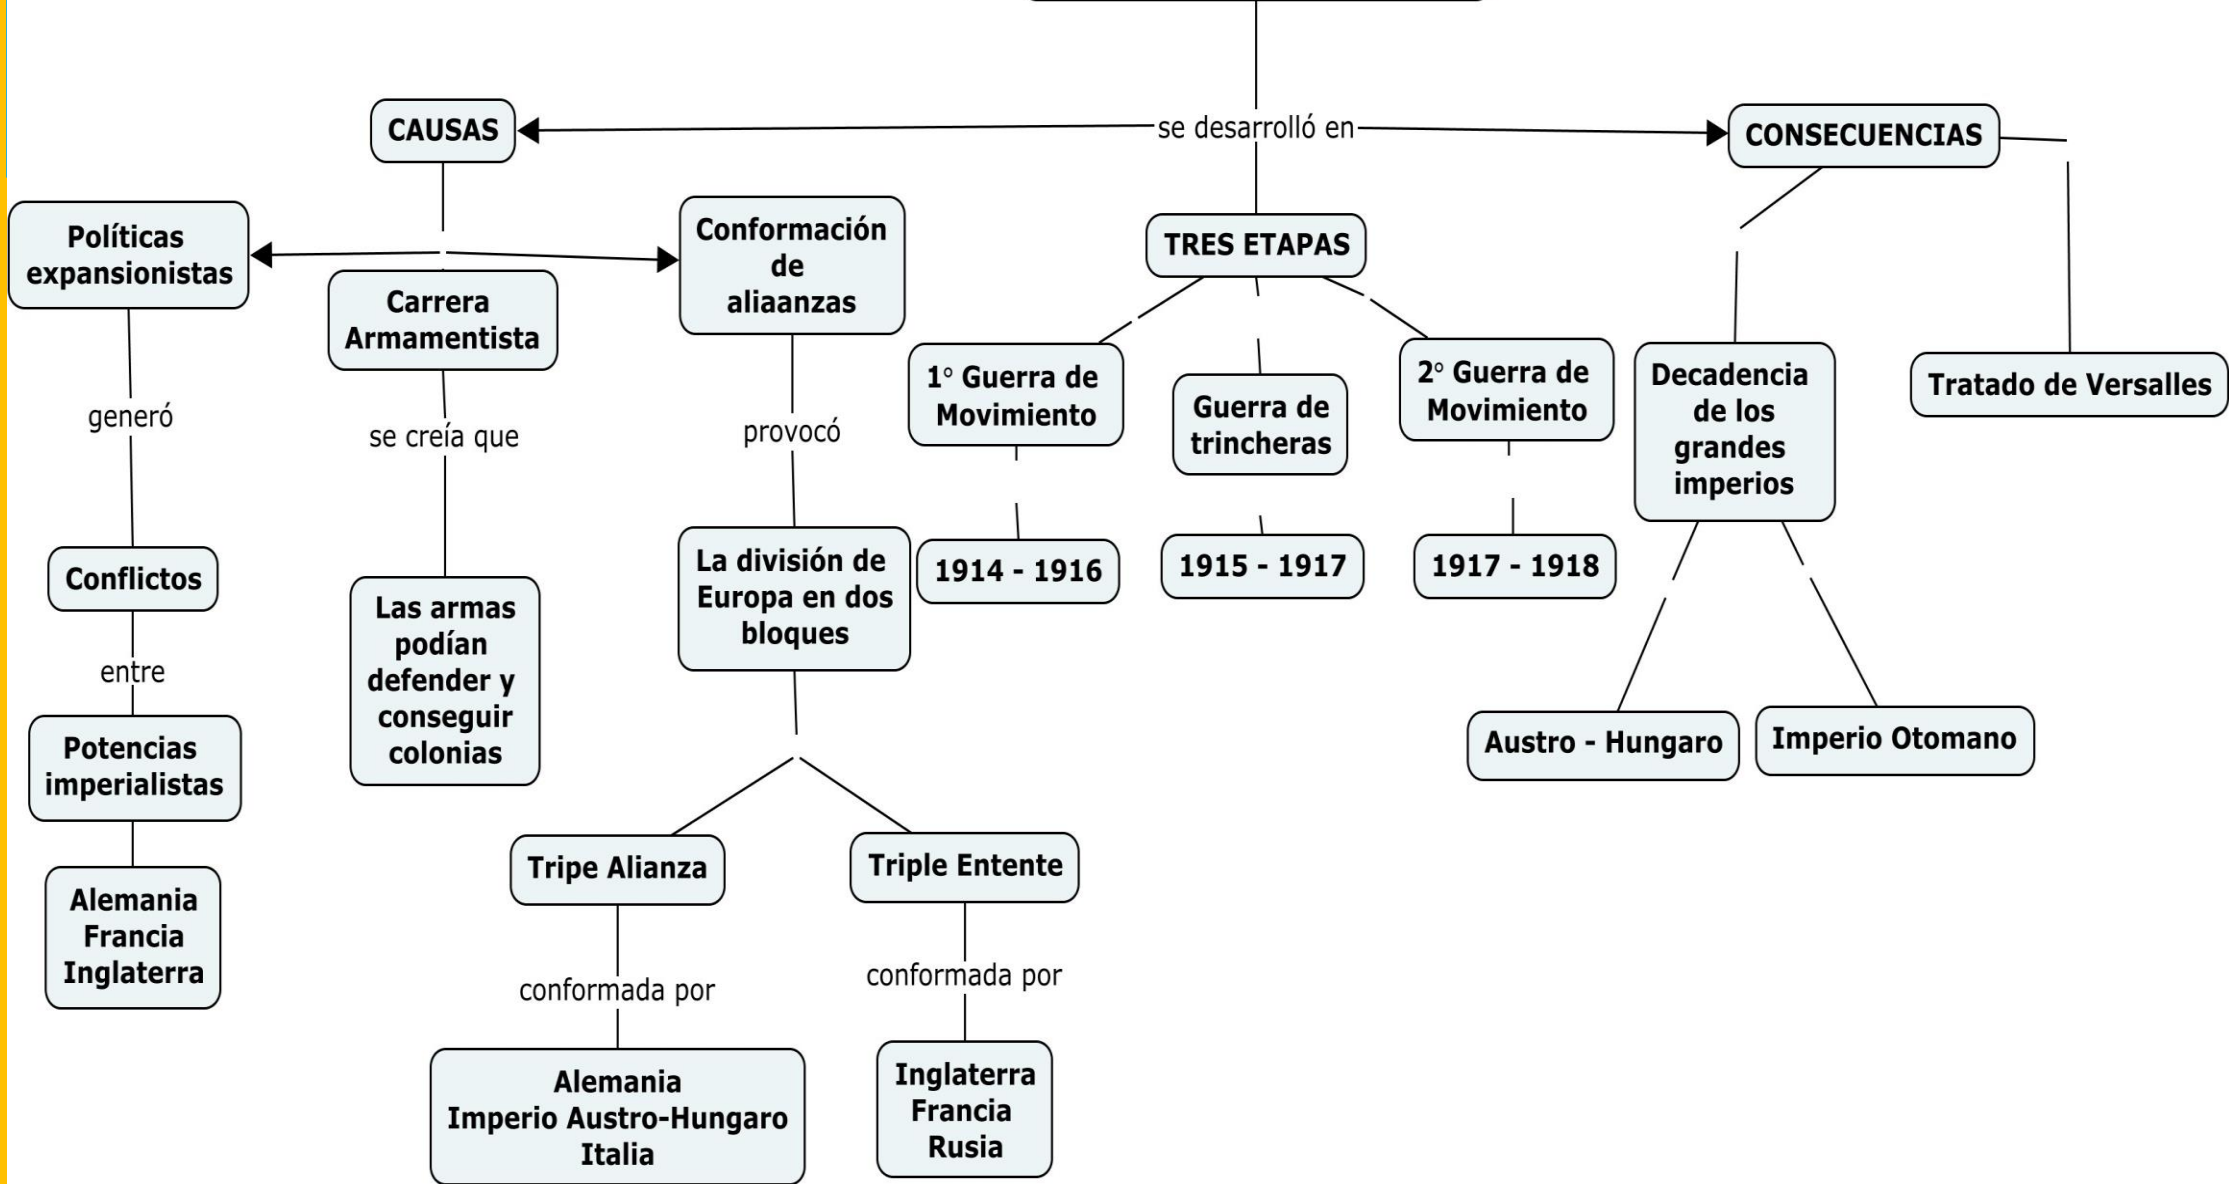 se desarrolló en
CAUSAS
CONSECUENCIAS
Políticas
expansionistas
Carrera
Armamentista
Conformación
de
aliaanzas
TRES ETAPAS
generó
se creía que
provocó
1° Guerra de
Movimiento
Guerra de
trincheras
2° Guerra de
Movimiento
Decadencia
de los
grandes
imperios
Tratado de Versalles
Conflictos
Las armas
podían
defender y
conseguir
colonias
La división de
Europa en dos
bloques
1914 - 1916
1915 - 1917
1917 - 1918
entre
Potencias
imperialistas
Austro - Hungaro
Imperio Otomano
Alemania
Francia
Inglaterra
Tripe Alianza
Triple Entente
conformada por
conformada por
Alemania
Imperio Austro-Hungaro
Italia
Inglaterra
Francia
Rusia